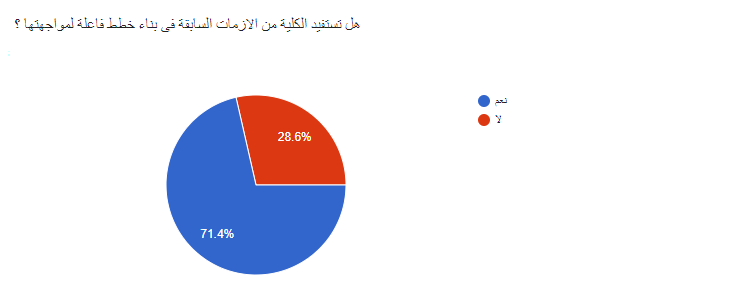 هل تستفيد الكلية من الازمات السابقة فى بناء خطط فاعلة لمواجهتها ؟
نعم
لا
28.6%
71.4%